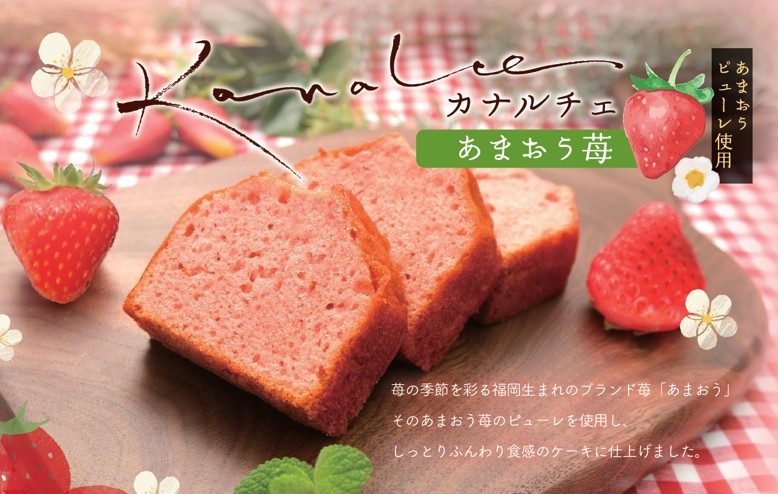 Kanalce
カナルチェ
あまおう苺
あまおう
ピューレ使用
苺の季節を彩る福岡生まれのブランド苺「あまおう」
そのあまおう苺のピューレを使用し、
しっとりふんわり食感のケーキに仕上げました。